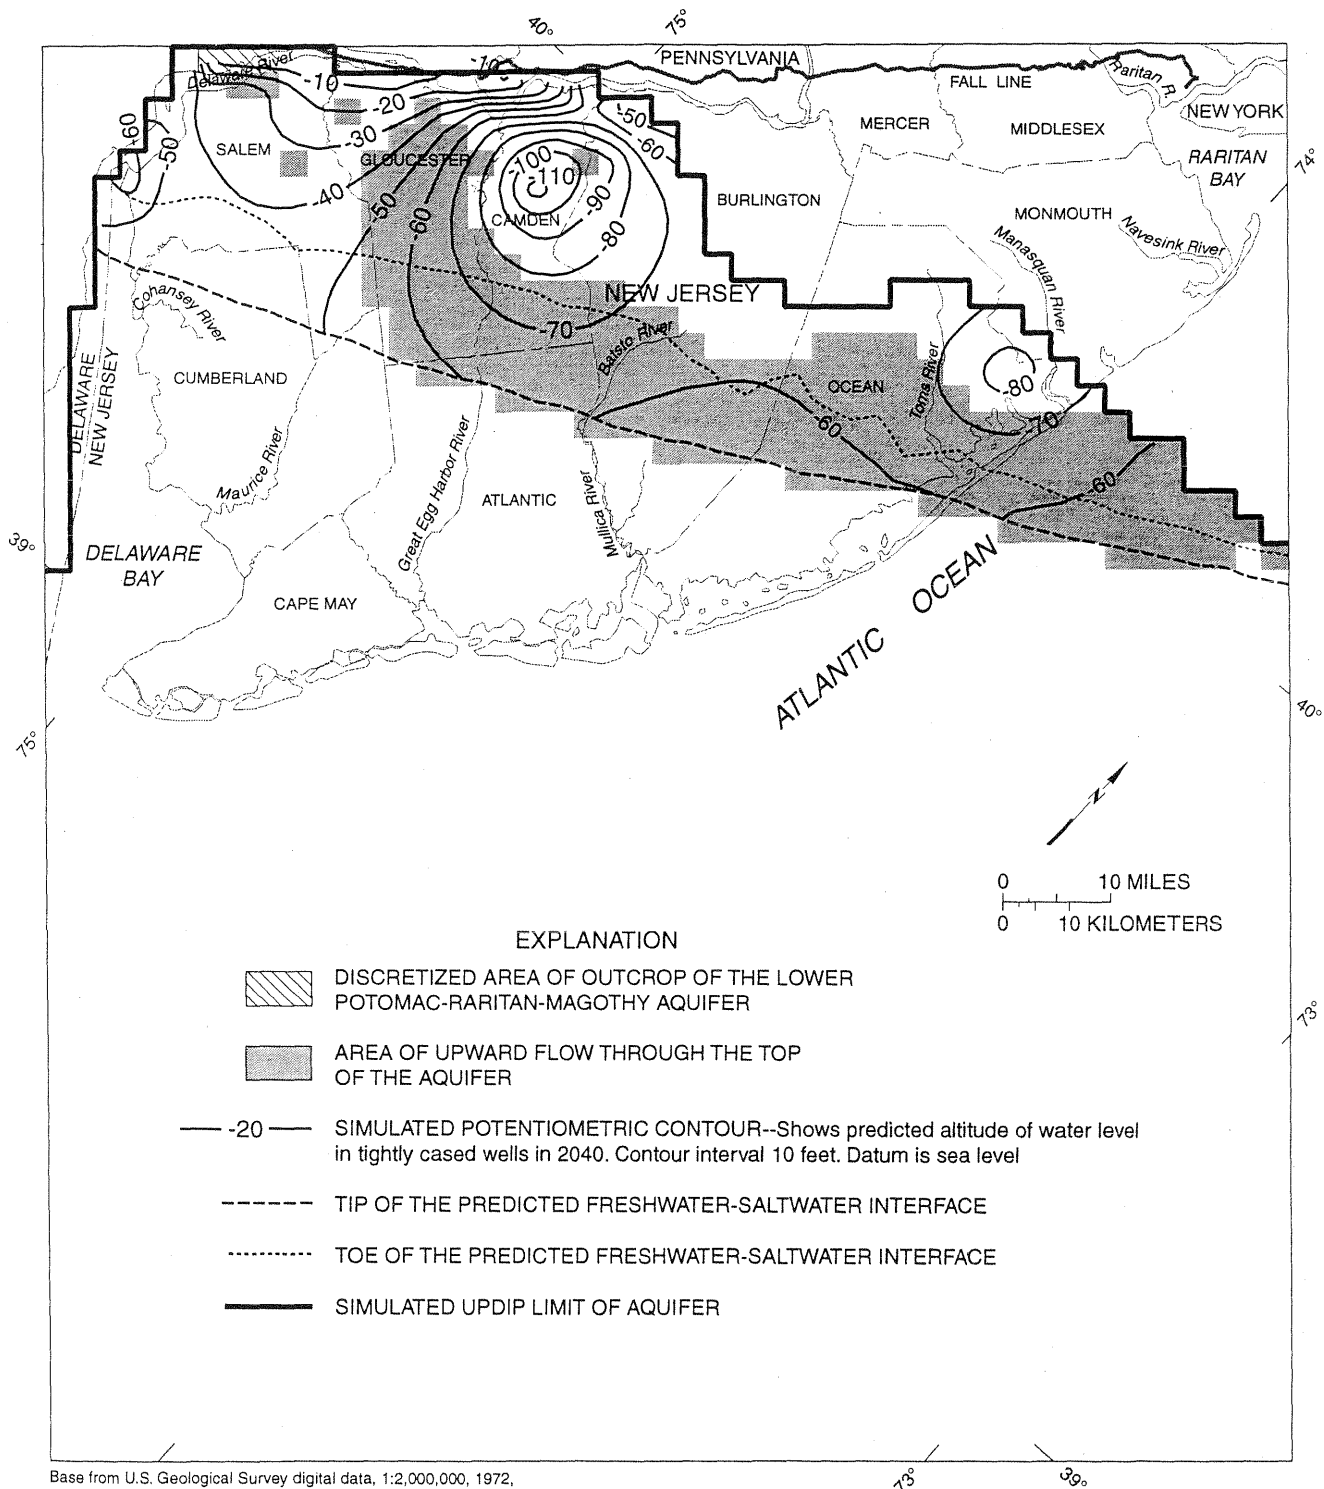 40°
75°
PENNSYLVANIA
-10
Delaware River
-10
FALL LINE
Raritan R.
-20
-50
NEW YORK
MERCER
MIDDLESEX
-60
-50
-30
-60
SALEM
GLOUCESTER
-100
RARITAN
BAY
74°
-110
-40
-50
-90
BURLINGTON
-60
CAMDEN
-80
MONMOUTH
Navesink River
Manasquan River
Cohansey River
NEW JERSEY
-70
Batsto River
DELAWARE
NEW JERSEY
CUMBERLAND
OCEAN
Toms River
-80
-60
-70
Maurice River
Great Egg Harbor River
ATLANTIC
Mullica River
-60
39°
DELAWARE
BAY
CAPE MAY
ATLANTIC OCEAN
40°
75°
N
0 10 MILES
0 10 KILOMETERS
EXPLANATION
DISCRETIZED AREA OF OUTCROP OF THE LOWER
POTOMAC-RARITAN-MAGOTHY AQUIFER
73°
AREA OF UPWARD FLOW THROUGH THE TOP
OF THE AQUIFER
-20
SIMULATED POTENTIOMETRIC CONTOUR--Shows predicted altitude of water level
in tightly cased wells in 2040. Contour interval 10 feet. Datum is sea level
TIP OF THE PREDICTED FRESHWATER-SALTWATER INTERFACE
TOE OF THE PREDICTED FRESHWATER-SALTWATER INTERFACE
SIMULATED UPDIP LIMIT OF AQUIFER
Base from U.S. Geological Survey digital data, 1:2,000,000, 1972,
73°
39°